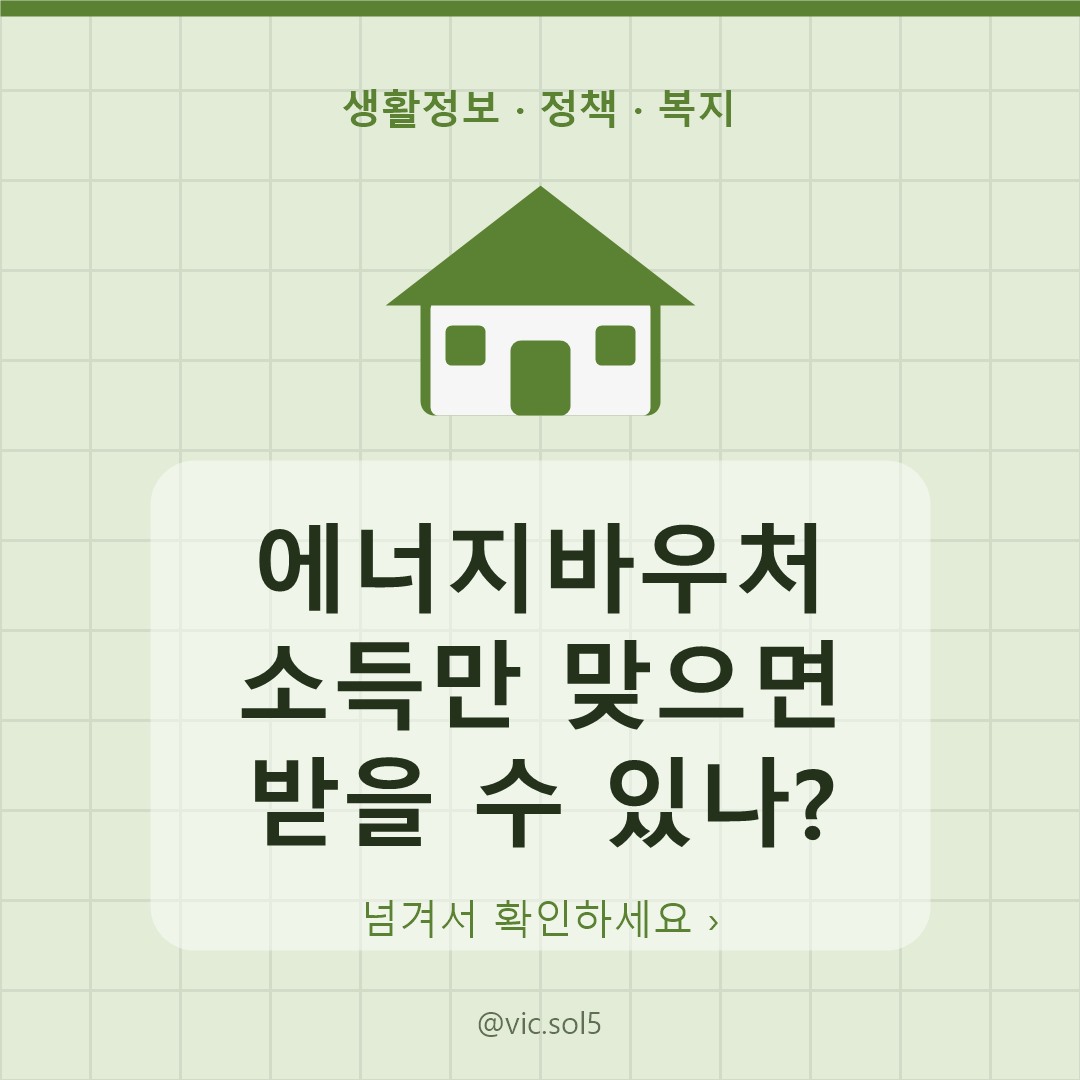 생활정보 · 정책 · 복지
에너지바우처
소득만 맞으면
받을 수 있나?
넘겨서 확인하세요 ›
@vic.sol5